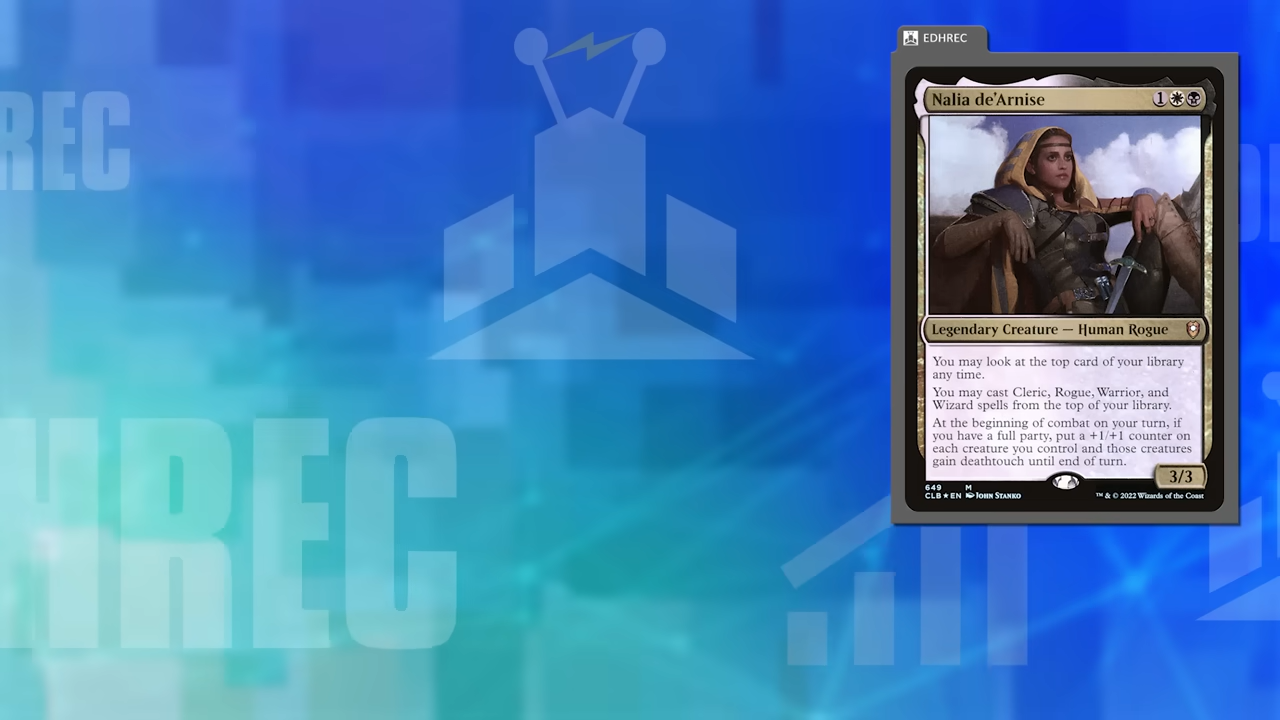 EDHREC
Nalia de'Arnise 1
REC
Legendary Creature — Human Rogue
You may look at the top card of your library
any time.
You may cast Cleric, Rogue, Warrior, and
Wizard spells from the top of your library.
At the beginning of combat on your turn, if
you have a full party, put a +1/+1 counter on
each creature you control and those creatures
gain deathtouch until end of turn.
3/3
649 M
CLB★EN John Stanko
™ & © 2022 Wizards of the Coast
HREC